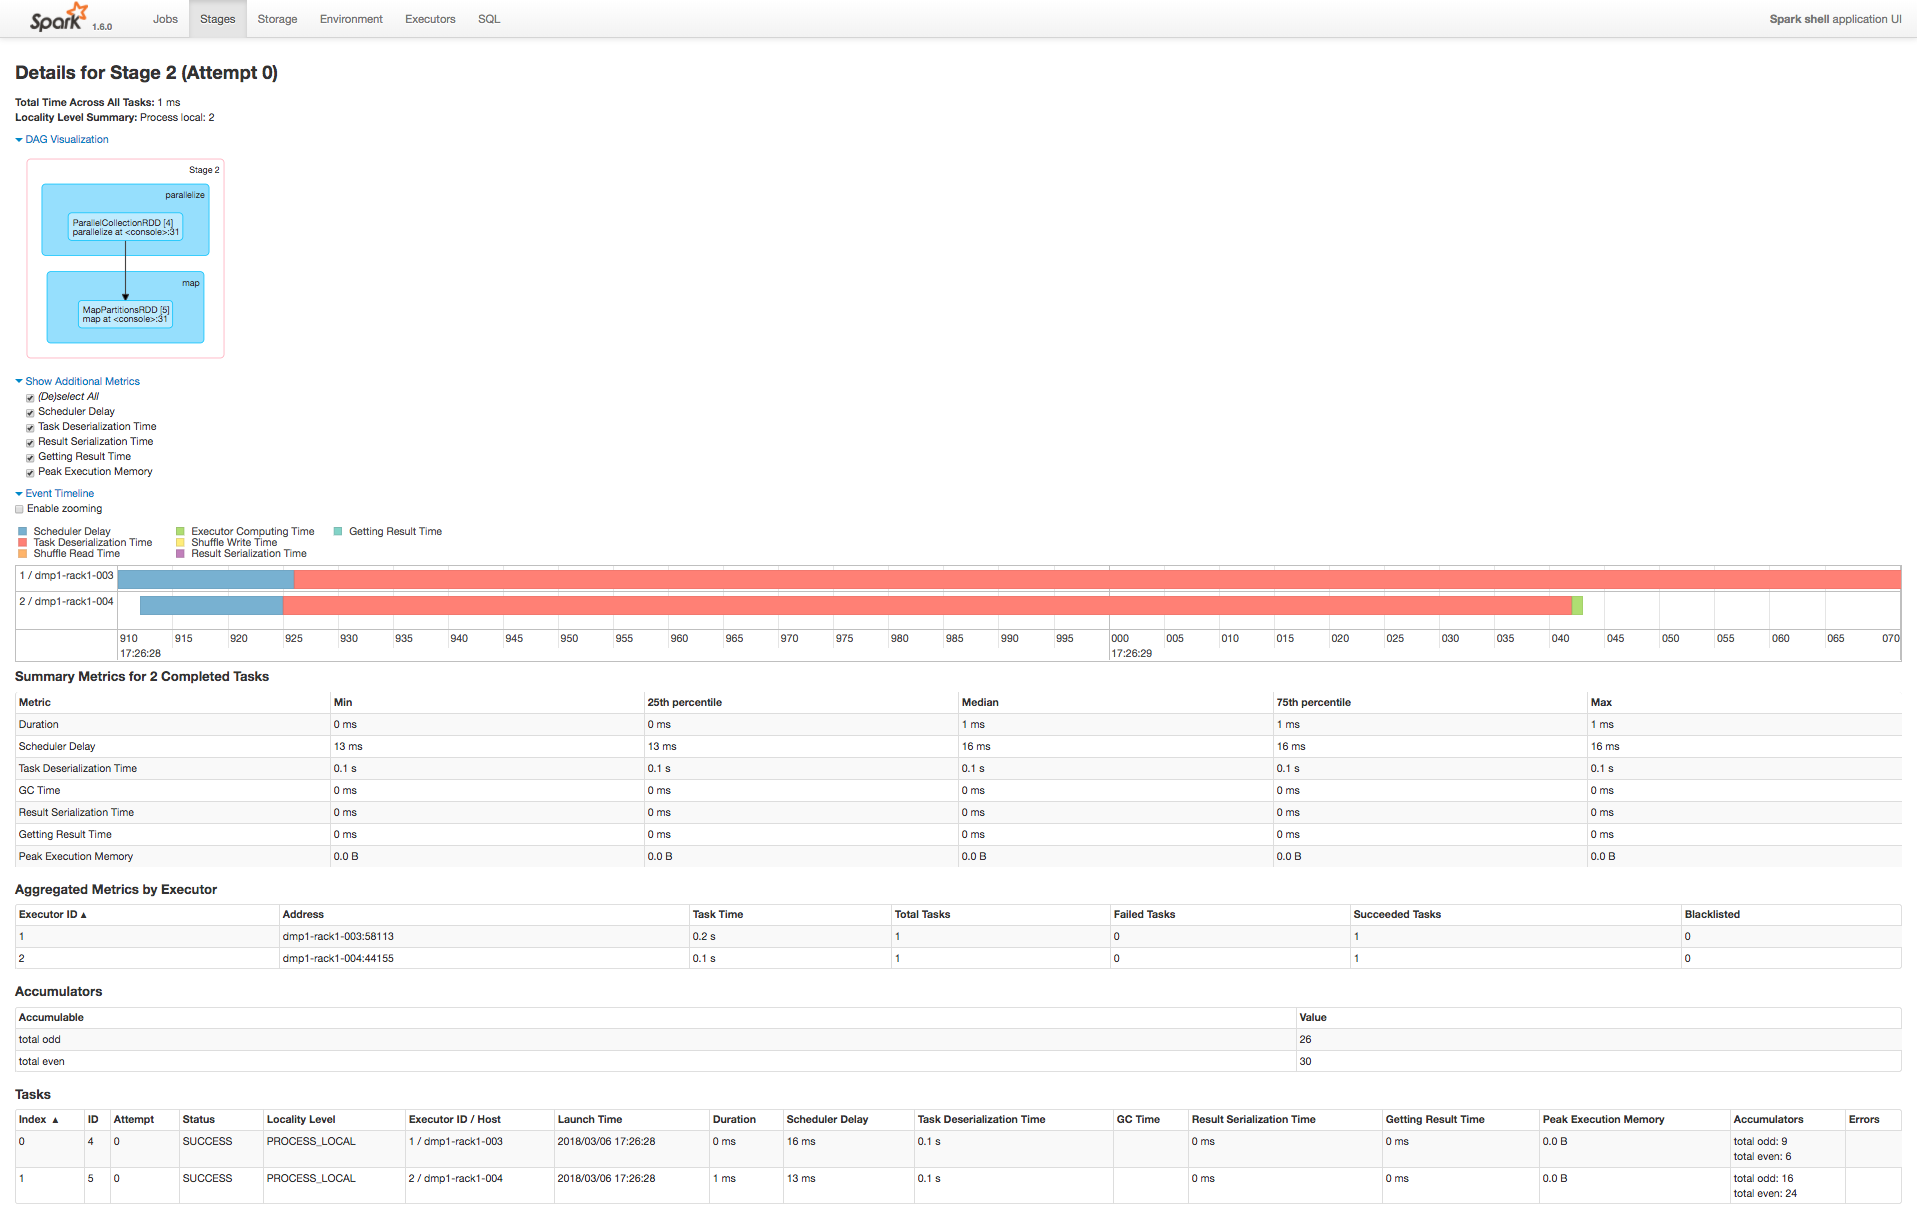 Spark 1.6.0 Jobs Stages Storage Environment Executors SQL Spark shell application UI
Details for Stage 2 (Attempt 0)
Total Time Across All Tasks: 1 ms
Locality Level Summary: Process local: 2
DAG Visualization
Stage 2
parallelize
ParallelCollectionRDD [4]
parallelize at <console>:31
map
MapPartitionsRDD [5]
map at <console>:31
Show Additional Metrics
(De)select All
Scheduler Delay
Task Deserialization Time
Result Serialization Time
Getting Result Time
Peak Execution Memory
Event Timeline
Enable zooming
Scheduler Delay Executor Computing Time Getting Result Time
Task Deserialization Time Shuffle Write Time
Shuffle Read Time Result Serialization Time
1 / dmp1-rack1-003
2 / dmp1-rack1-004
910 915 920 925 930 935 940 945 950 955 960 965 970 975 980 985 990 995 000 005 010 015 020 025 030 035 040 045 050 055 060 065 070
17:26:28 17:26:29
Summary Metrics for 2 Completed Tasks
Metric Min 25th percentile Median 75th percentile Max
Duration 0 ms 0 ms 1 ms 1 ms 1 ms
Scheduler Delay 13 ms 13 ms 16 ms 16 ms 16 ms
Task Deserialization Time 0.1 s 0.1 s 0.1 s 0.1 s 0.1 s
GC Time 0 ms 0 ms 0 ms 0 ms 0 ms
Result Serialization Time 0 ms 0 ms 0 ms 0 ms 0 ms
Getting Result Time 0 ms 0 ms 0 ms 0 ms 0 ms
Peak Execution Memory 0.0 B 0.0 B 0.0 B 0.0 B 0.0 B
Aggregated Metrics by Executor
Executor ID ▴ Address Task Time Total Tasks Failed Tasks Succeeded Tasks Blacklisted
1 dmp1-rack1-003:58113 0.2 s 1 0 1 0
2 dmp1-rack1-004:44155 0.1 s 1 0 1 0
Accumulators
Accumulable Value
total odd 26
total even 30
Tasks
Index ▴ ID Attempt Status Locality Level Executor ID / Host Launch Time Duration Scheduler Delay Task Deserialization Time GC Time Result Serialization Time Getting Result Time Peak Execution Memory Accumulators Errors
0 4 0 SUCCESS PROCESS_LOCAL 1 / dmp1-rack1-003 2018/03/06 17:26:28 0 ms 16 ms 0.1 s 0 ms 0 ms 0.0 B total odd: 9
total even: 6
1 5 0 SUCCESS PROCESS_LOCAL 2 / dmp1-rack1-004 2018/03/06 17:26:28 1 ms 13 ms 0.1 s 0 ms 0 ms 0.0 B total odd: 16
total even: 24